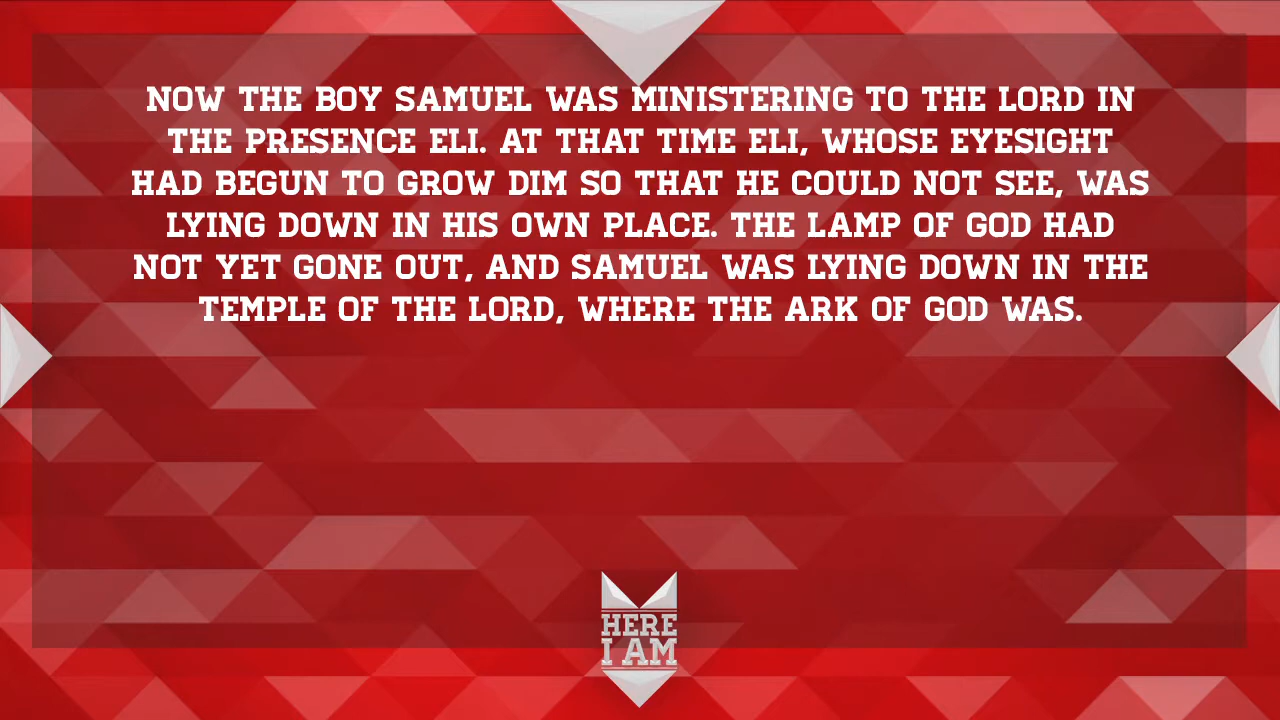 NOW THE BOY SAMUEL WAS MINISTERING TO THE LORD IN
THE PRESENCE ELI. AT THAT TIME ELI, WHOSE EYESIGHT
HAD BEGUN TO GROW DIM SO THAT HE COULD NOT SEE, WAS
LYING DOWN IN HIS OWN PLACE. THE LAMP OF GOD HAD
NOT YET GONE OUT, AND SAMUEL WAS LYING DOWN IN THE
TEMPLE OF THE LORD, WHERE THE ARK OF GOD WAS.
HERE
I AM